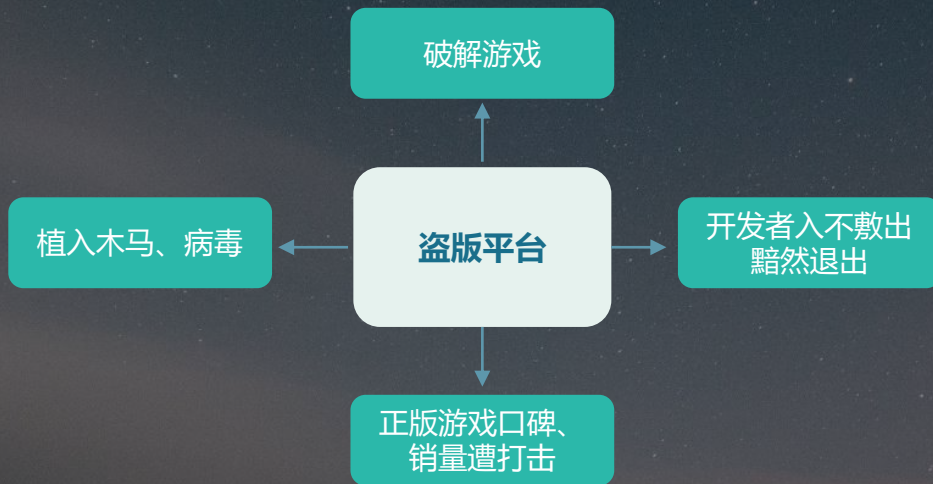 破解游戏
植入木马、病毒
盗版平台
开发者入不敷出
黯然退出
正版游戏口碑、
销量遭打击